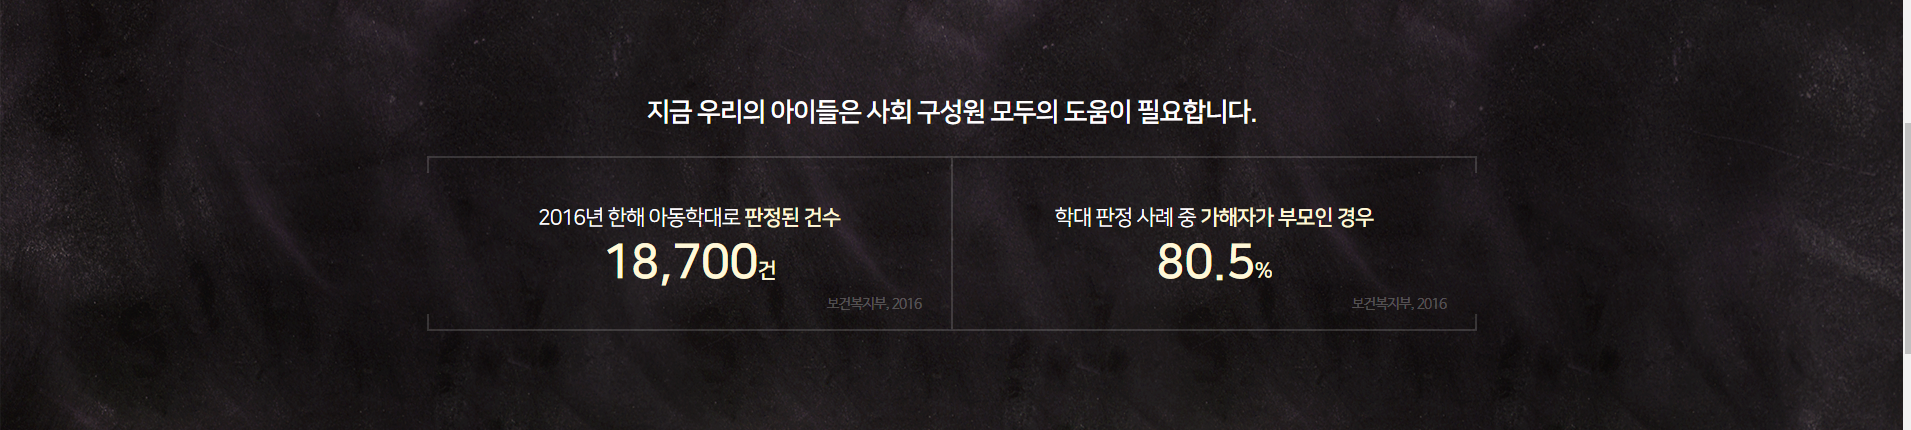 지금 우리의 아이들은 사회 구성원 모두의 도움이 필요합니다.
2016년 한해 아동학대로 판정된 건수
18,700건
보건복지부, 2016
학대 판정 사례 중 가해자가 부모인 경우
80.5%
보건복지부, 2016